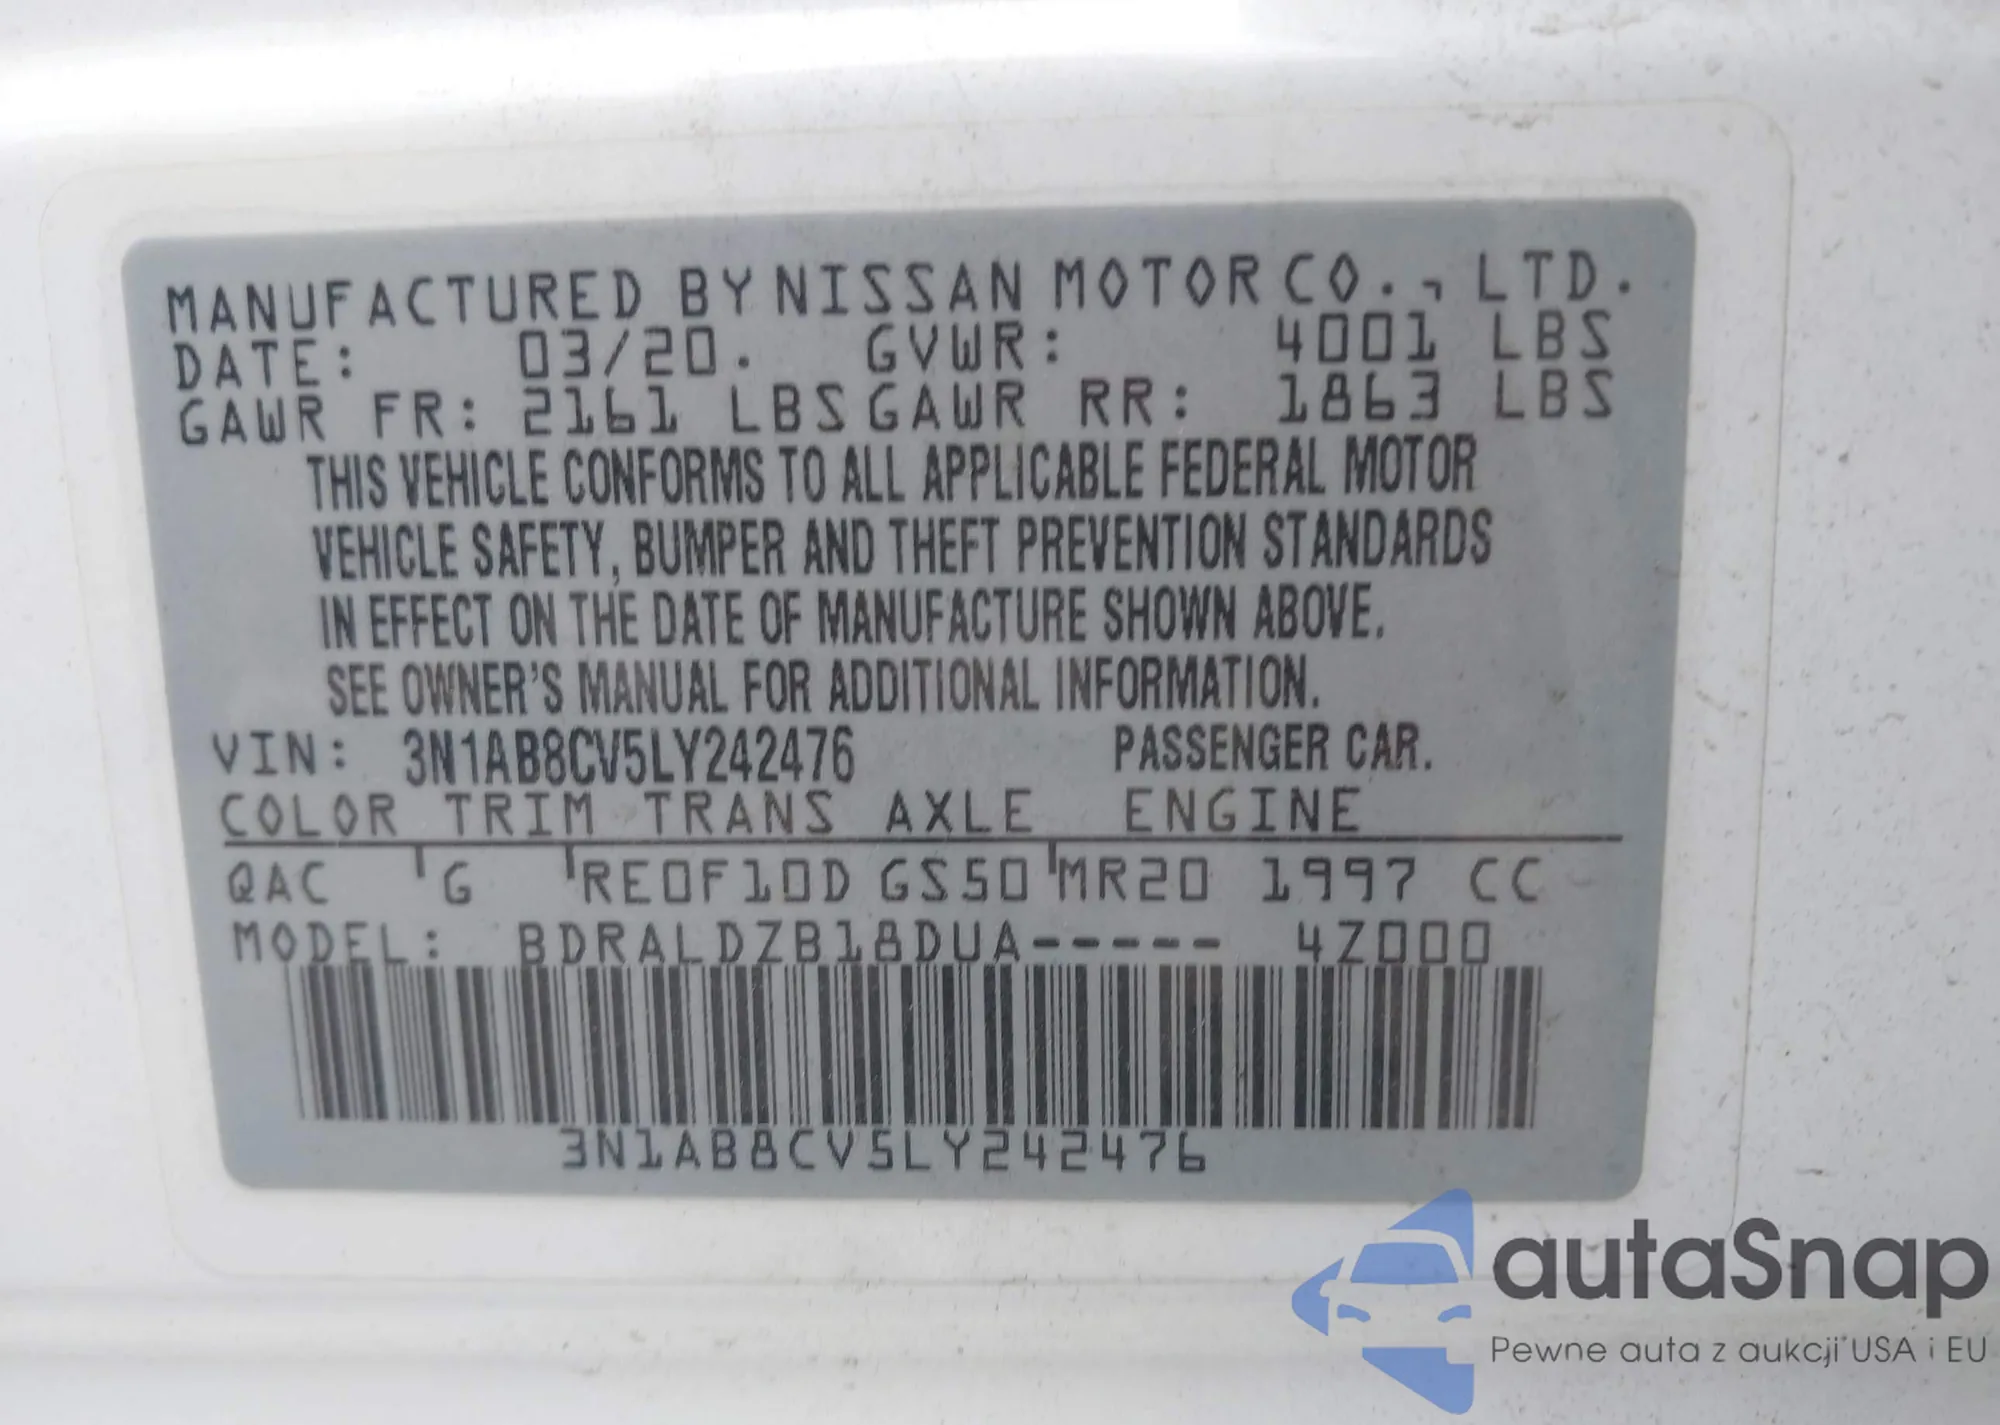 MANUFACTURED BY NISSAN MOTOR CO., LTD.
DATE: 03/20. GVWR: 4001 LBS
GAWR FR: 2161 LBS GAWR RR: 1863 LBS
THIS VEHICLE CONFORMS TO ALL APPLICABLE FEDERAL MOTOR
VEHICLE SAFETY, BUMPER AND THEFT PREVENTION STANDARDS
IN EFFECT ON THE DATE OF MANUFACTURE SHOWN ABOVE.
SEE OWNER'S MANUAL FOR ADDITIONAL INFORMATION.
VIN: 3N1AB8CV5LY242476 PASSENGER CAR.
COLOR TRIM TRANS AXLE ENGINE
QAC G RE0F10D GS50 MR20 1997 CC
MODEL: BDRALDZB18DUA----- 4Z000
3N1AB8CV5LY242476
autaSnap
Pewne auta z aukcji USA i EU